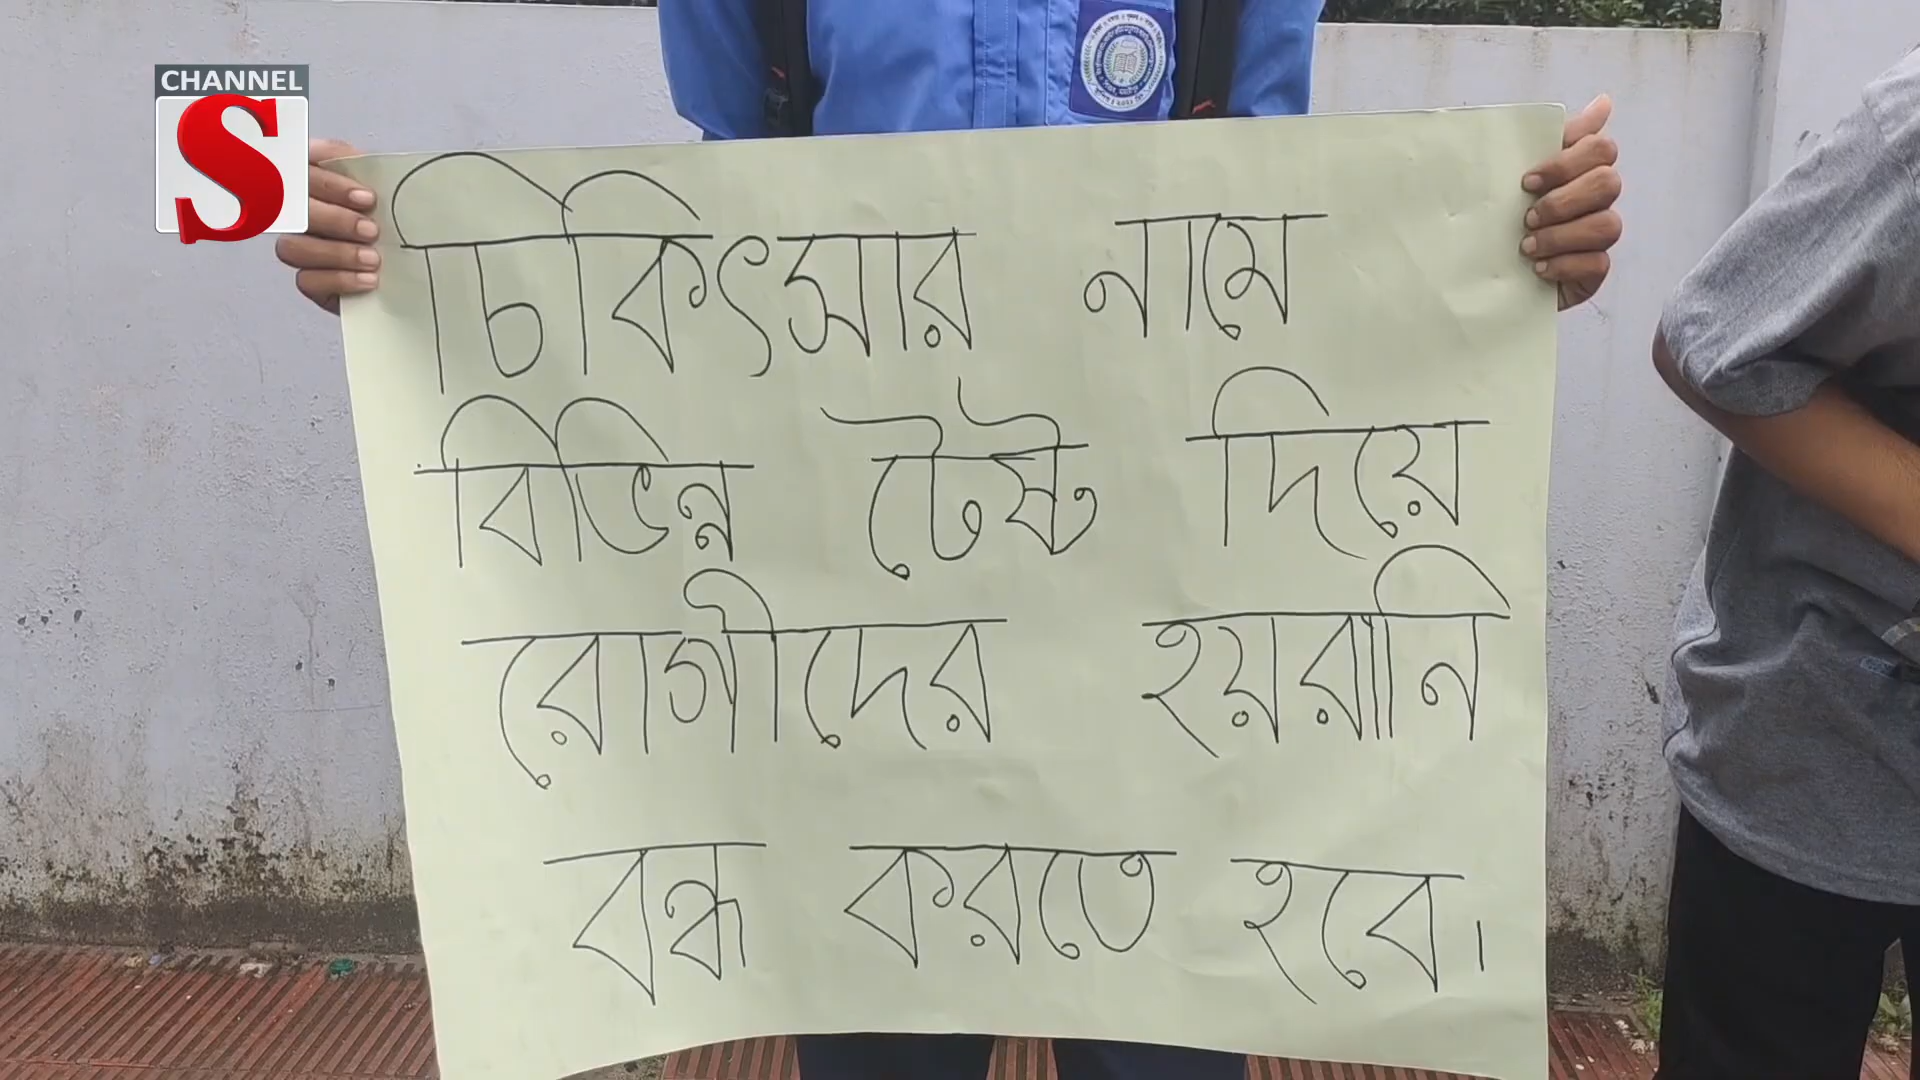 CHANNEL
S
চিকিৎসার নামে
বিভিন্ন টেষ্ট দিয়ে
রোগীদের হয়রানি
বন্ধ করতে হবে।